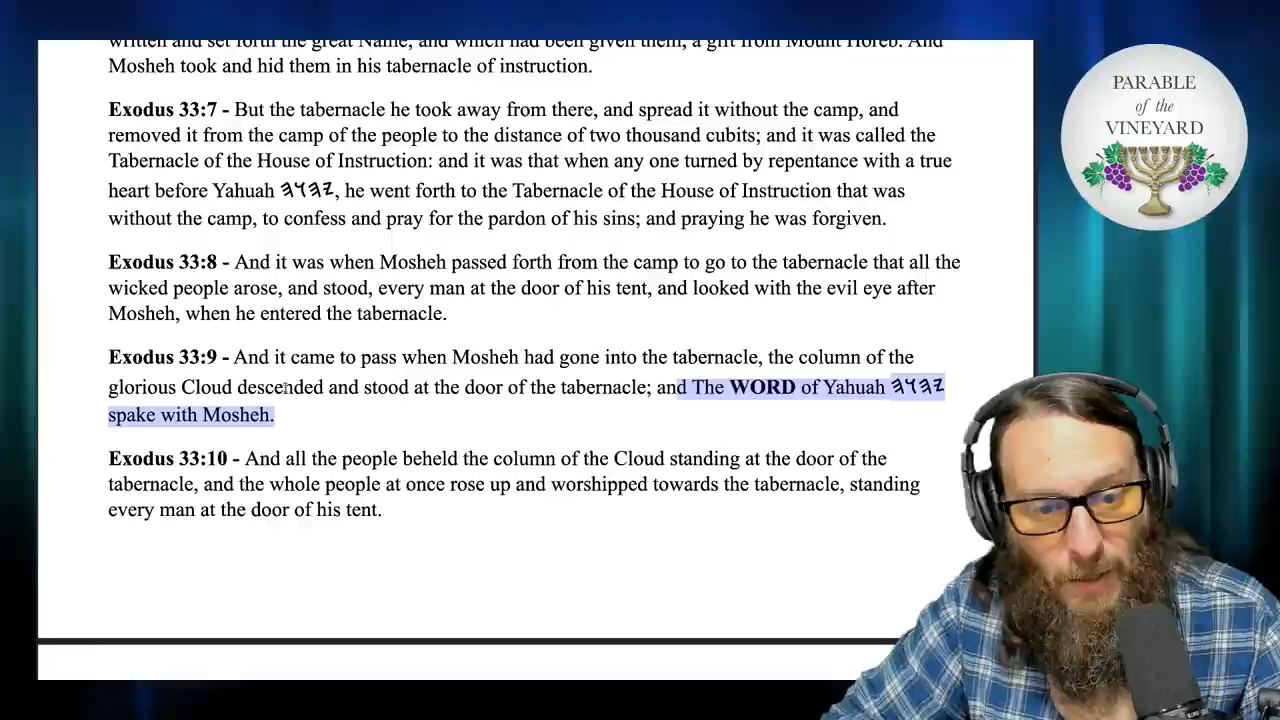 written and set forth the great Name, and which had been given them, a gift from Mount Horeb. And
Mosheh took and hid them in his tabernacle of instruction.
Exodus 33:7 - But the tabernacle he took away from there, and spread it without the camp, and
removed it from the camp of the people to the distance of two thousand cubits; and it was called the
Tabernacle of the House of Instruction: and it was that when any one turned by repentance with a true
heart before Yahuah 𐤉𐤄𐤅𐤄, he went forth to the Tabernacle of the House of Instruction that was
without the camp, to confess and pray for the pardon of his sins; and praying he was forgiven.
Exodus 33:8 - And it was when Mosheh passed forth from the camp to go to the tabernacle that all the
wicked people arose, and stood, every man at the door of his tent, and looked with the evil eye after
Mosheh, when he entered the tabernacle.
Exodus 33:9 - And it came to pass when Mosheh had gone into the tabernacle, the column of the
glorious Cloud descended and stood at the door of the tabernacle; and The WORD of Yahuah 𐤉𐤄𐤅𐤄
spake with Mosheh.
Exodus 33:10 - And all the people beheld the column of the Cloud standing at the door of the
tabernacle, and the whole people at once rose up and worshipped towards the tabernacle, standing
every man at the door of his tent.
PARABLE
of the
VINEYARD